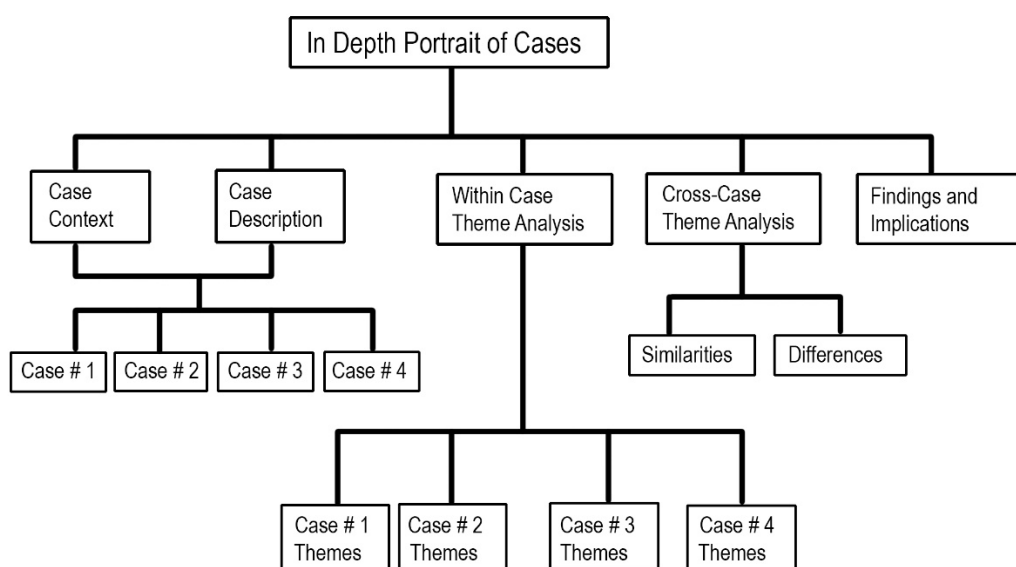 In Depth Portrait of Cases
Case
Context
Case
Description
Within Case
Theme Analysis
Cross-Case
Theme Analysis
Findings and
Implications
Case # 1
Case # 2
Case # 3
Case # 4
Similarities
Differences
Case # 1
Themes
Case # 2
Themes
Case # 3
Themes
Case # 4
Themes